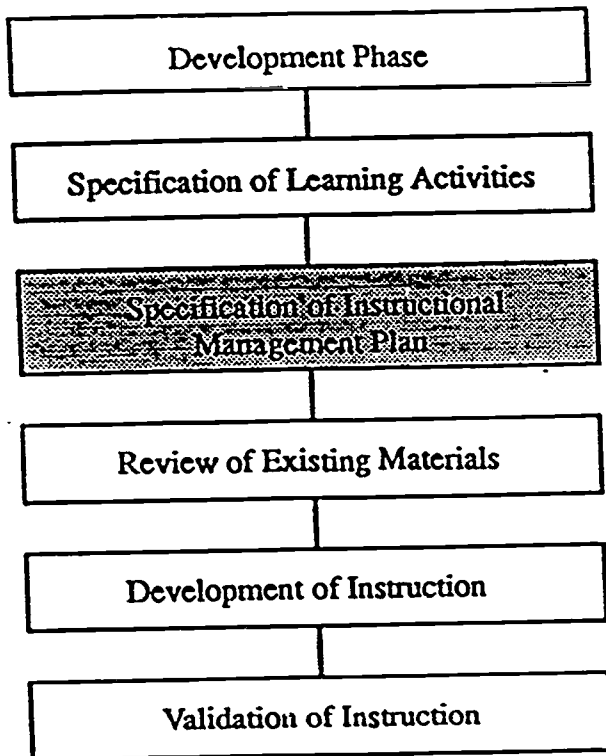 Development Phase
Specification of Learning Activities
Specification of Instructional
Management Plan
Review of Existing Materials
Development of Instruction
Validation of Instruction